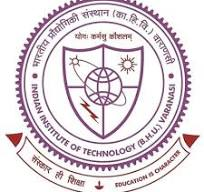 भारतीय प्रौद्योगिकी संस्थान (का.हि.वि.) वाराणसी
योगः कर्मसु कौशलम्
INDIAN INSTITUTE OF TECHNOLOGY (B.H.U.) VARANASI
संस्कार ही शिक्षा
EDUCATION IS CHARACTER